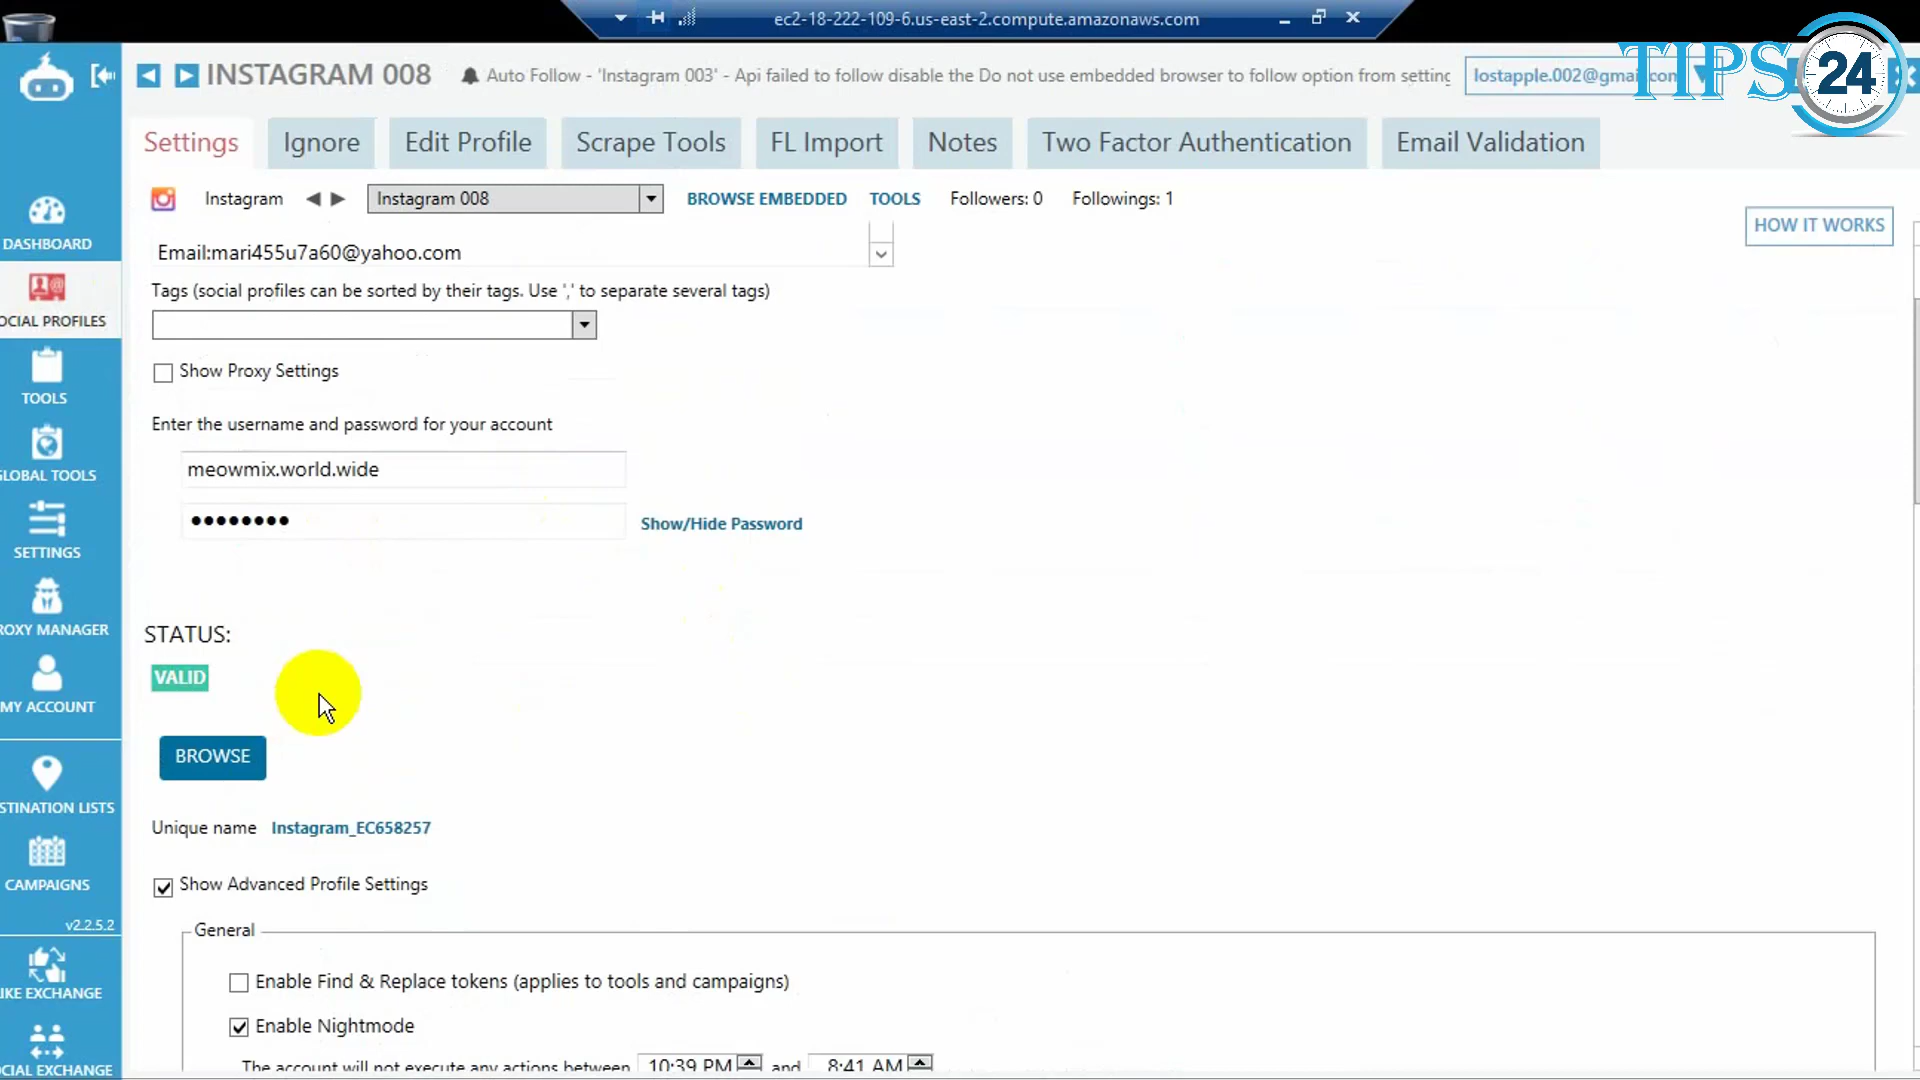 ec2-18-222-109-6.us-east-2.compute.amazonaws.com
INSTAGRAM 008
Auto Follow - 'Instagram 003' - Api failed to follow disable the Do not use embedded browser to follow option from setting
lostapple.002@gmail.com
TIPS 24
Settings
Ignore
Edit Profile
Scrape Tools
FL Import
Notes
Two Factor Authentication
Email Validation
Instagram
Instagram 008
BROWSE EMBEDDED
TOOLS
Followers: 0
Followings: 1
HOW IT WORKS
Email:mari455u7a60@yahoo.com
Tags (social profiles can be sorted by their tags. Use ',' to separate several tags)
Show Proxy Settings
Enter the username and password for your account
meowmix.world.wide
●●●●●●●●
Show/Hide Password
STATUS:
VALID
BROWSE
Unique name Instagram_EC658257
Show Advanced Profile Settings
General
Enable Find & Replace tokens (applies to tools and campaigns)
Enable Nightmode
The account will not execute any actions between 10:39 PM and 8:41 AM
DASHBOARD
OCIAL PROFILES
TOOLS
LOBAL TOOLS
SETTINGS
ROXY MANAGER
MY ACCOUNT
STINATION LISTS
CAMPAIGNS
v2.2.5.2
IKE EXCHANGE
CIAL EXCHANGE